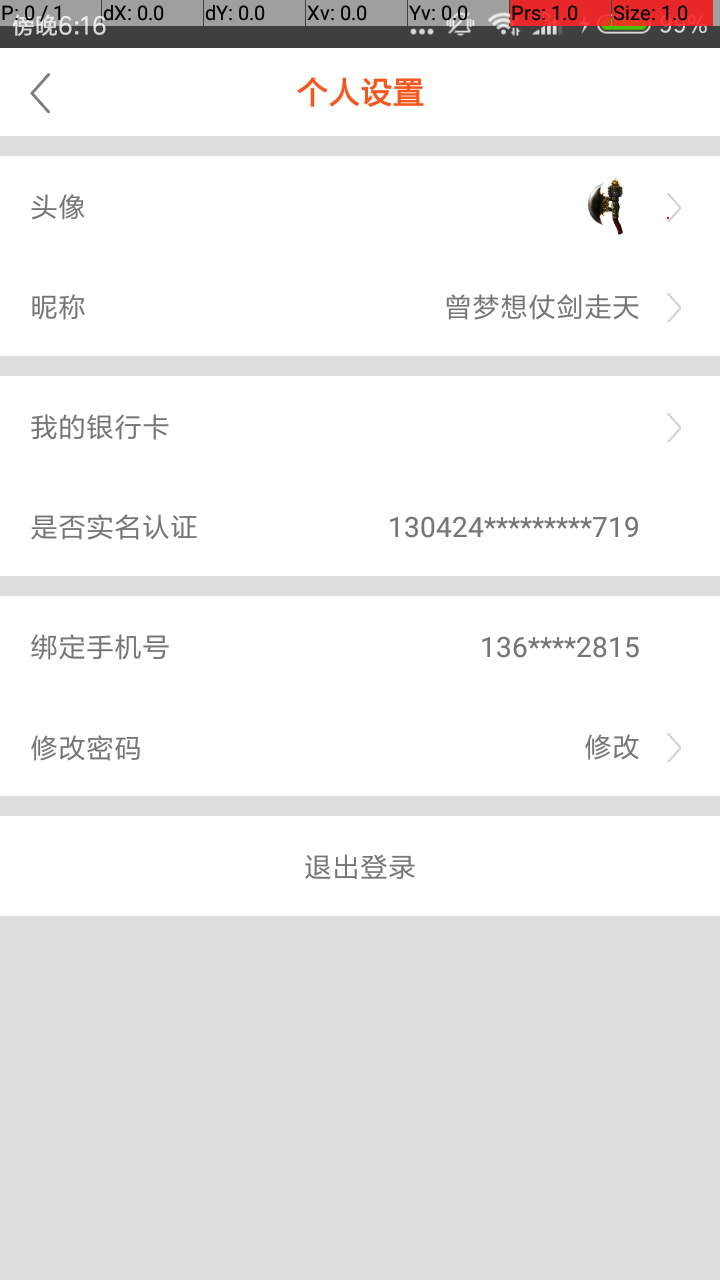 P: 0 / 1 dX: 0.0 dY: 0.0 Xv: 0.0 Yv: 0.0 Prs: 1.0 Size: 1.0
傍晚6:16 99%
个人设置
头像
昵称 曾梦想仗剑走天
我的银行卡
是否实名认证 130424*********719
绑定手机号 136****2815
修改密码 修改
退出登录